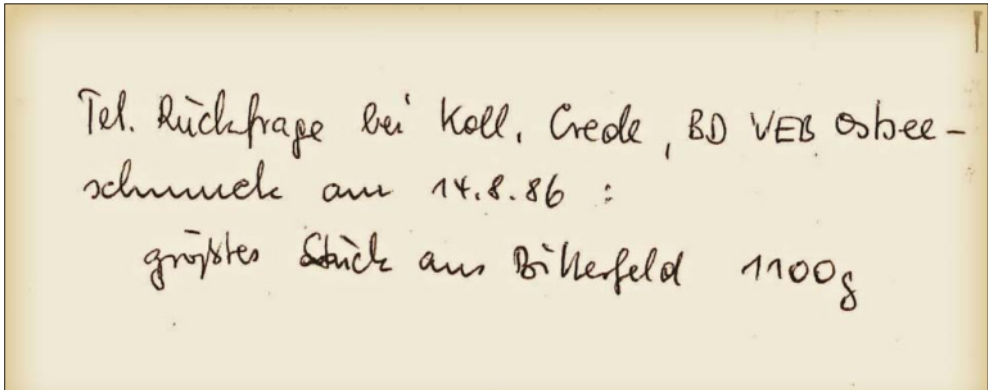 Tel. Rückfrage bei Koll. Crede, BD VEB Ostsee-
schmuck am 14.8.86 :
größtes Stück aus Bitterfeld 1100g